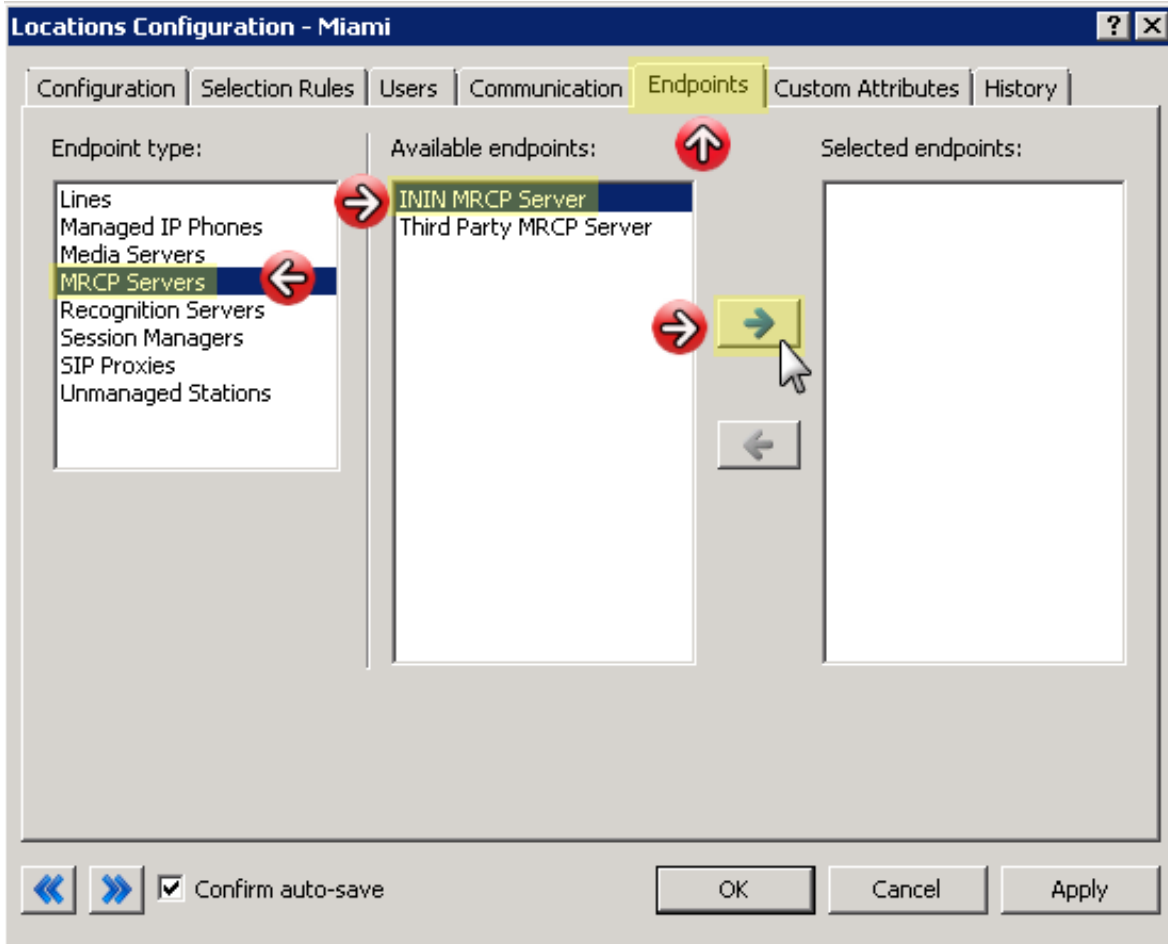 Locations Configuration - Miami
Configuration Selection Rules Users Communication Endpoints Custom Attributes History
Endpoint type: Available endpoints: Selected endpoints:
Lines
Managed IP Phones
Media Servers
MRCP Servers
Recognition Servers
Session Managers
SIP Proxies
Unmanaged Stations
ININ MRCP Server
Third Party MRCP Server
Confirm auto-save OK Cancel Apply